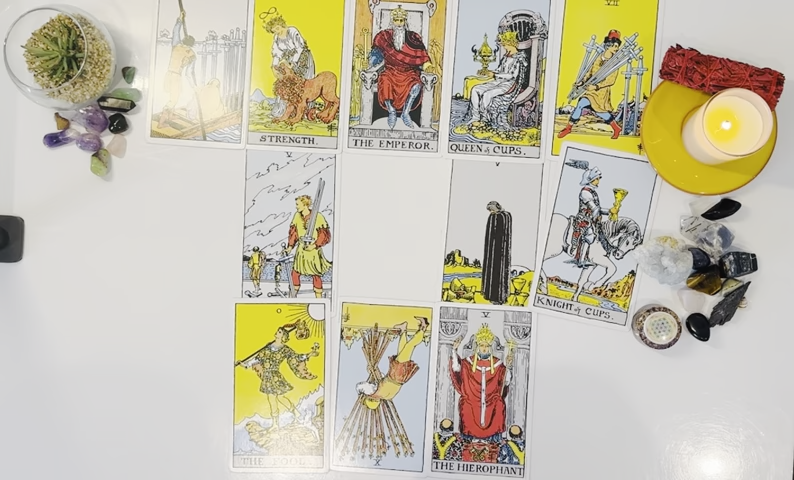 VII
STRENGTH.
THE EMPEROR.
QUEEN of CUPS.
V
V
KNIGHT of CUPS.
0
X
V
THE FOOL.
THE HIEROPHANT